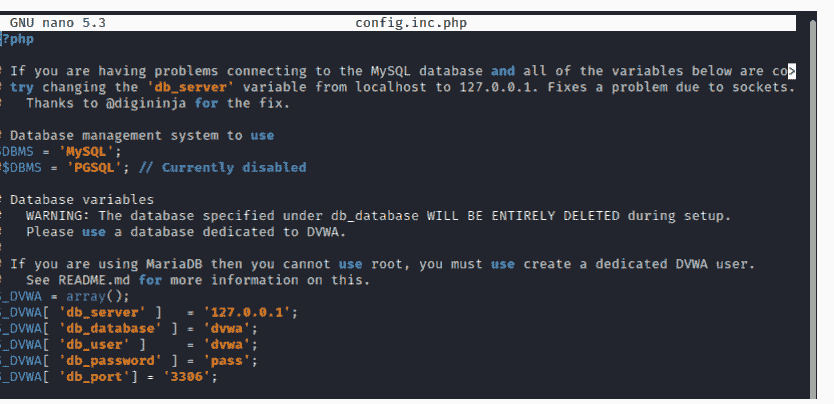 GNU nano 5.3 config.inc.php
?php
# If you are having problems connecting to the MySQL database and all of the variables below are co>
# try changing the 'db_server' variable from localhost to 127.0.0.1. Fixes a problem due to sockets.
# Thanks to @digininja for the fix.
# Database management system to use
$DBMS = 'MySQL';
#$DBMS = 'PGSQL'; // Currently disabled
# Database variables
# WARNING: The database specified under db_database WILL BE ENTIRELY DELETED during setup.
# Please use a database dedicated to DVWA.
#
# If you are using MariaDB then you cannot use root, you must use create a dedicated DVWA user.
# See README.md for more information on this.
$_DVWA = array();
$_DVWA[ 'db_server' ] = '127.0.0.1';
$_DVWA[ 'db_database' ] = 'dvwa';
$_DVWA[ 'db_user' ] = 'dvwa';
$_DVWA[ 'db_password' ] = 'pass';
$_DVWA[ 'db_port'] = '3306';